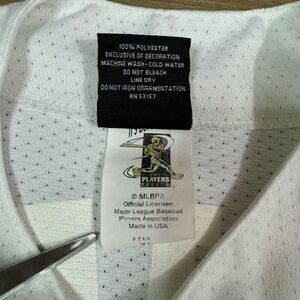 100% POLYESTER
EXCLUSIVE OF DECORATION
MACHINE WASH-COLD WATER
DO NOT BLEACH
LINE DRY
DO NOT IRON ORNAMENTATION
RN 53157
PLAYERS
CHOICE
© MLBPA
Official Licensee
Major League Baseball
Players Association
Made in USA